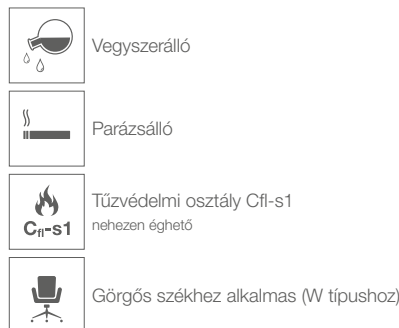 Vegyszerálló
Parázsálló
Tűzvédelmi osztály Cfl-s1
nehezen éghető
Cfl-s1
Görgős székhez alkalmas (W típushoz)